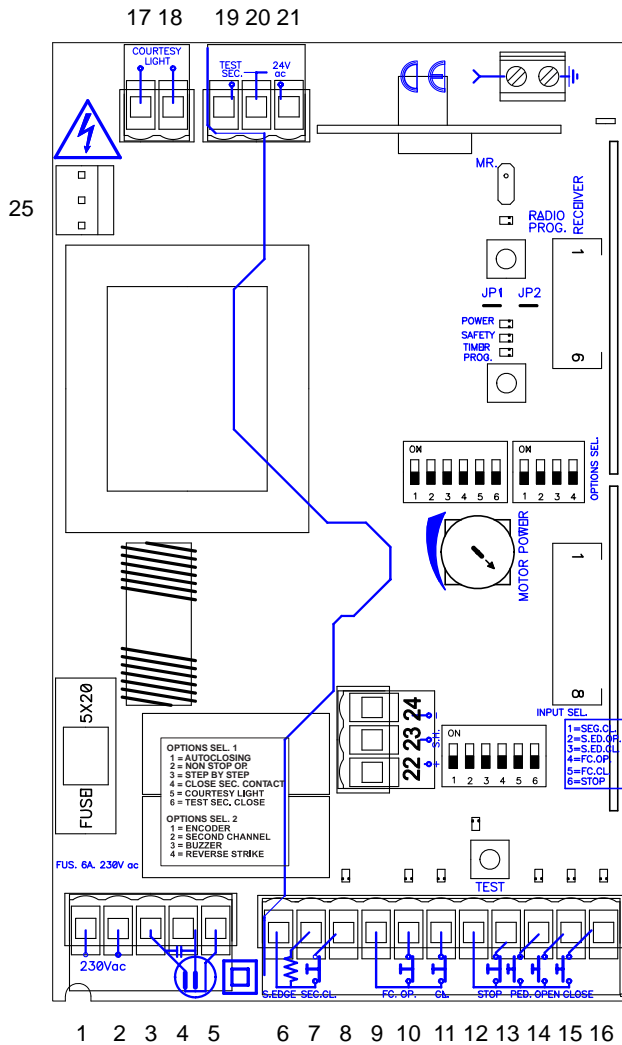 17 18 19 20 21
COURTESY
LIGHT
TEST
SEC.
24V
ac
CE
MR.
25
RADIO
PROG.
RECEIVER
1
6
JP1 JP2
POWER
SAFETY
TIMER
PROG.
ON
1 2 3 4 5 6
ON
1 2 3 4
OPTIONS SEL.
MOTOR POWER
1
8
INPUT SEL.
1=SEG.CL.
2=S.ED.OP.
3=S.ED.CL.
4=FC.OP.
5=FC.CL.
6=STOP
24 -
23 S.H.
22 +
ON
1 2 3 4 5 6
FUSE 5X20
OPTIONS SEL. 1
1 = AUTOCLOSING
2 = NON STOP OP.
3 = STEP BY STEP
4 = CLOSE SEC. CONTACT
5 = COURTESY LIGHT
6 = TEST SEC. CLOSE
OPTIONS SEL. 2
1 = ENCODER
2 = SECOND CHANNEL
3 = BUZZER
4 = REVERSE STRIKE
FUS. 6A. 230V ac
TEST
230Vac
S.EDGE SEC.CL. FC. OP. CL. STOP PED. OPEN CLOSE
1 2 3 4 5 6 7 8 9 10 11 12 13 14 15 16